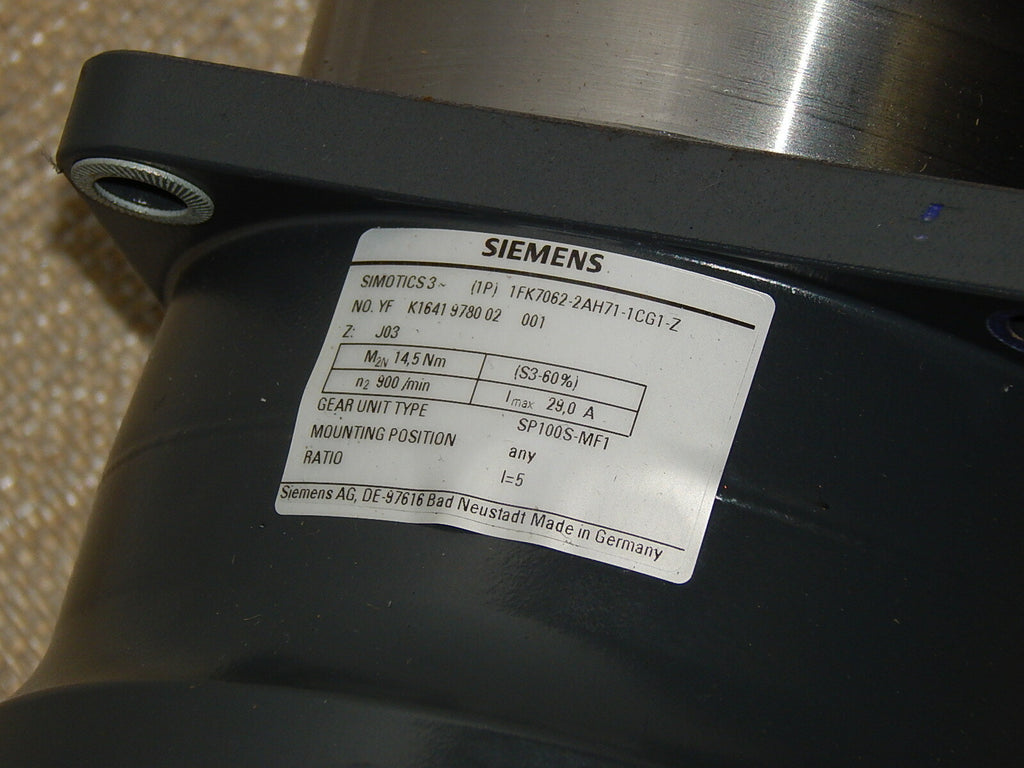 SIEMENS
SIMOTICS 3~ (1P) 1FK7062-2AH71-1CG1-Z
NO. YF K1641 9780 02 001
Z: J03
M2N 14,5 Nm (S3-60%)
n2 900 /min Imax 29,0 A
GEAR UNIT TYPE SP100S-MF1
MOUNTING POSITION any
RATIO I=5
Siemens AG, DE-97616 Bad Neustadt Made in Germany